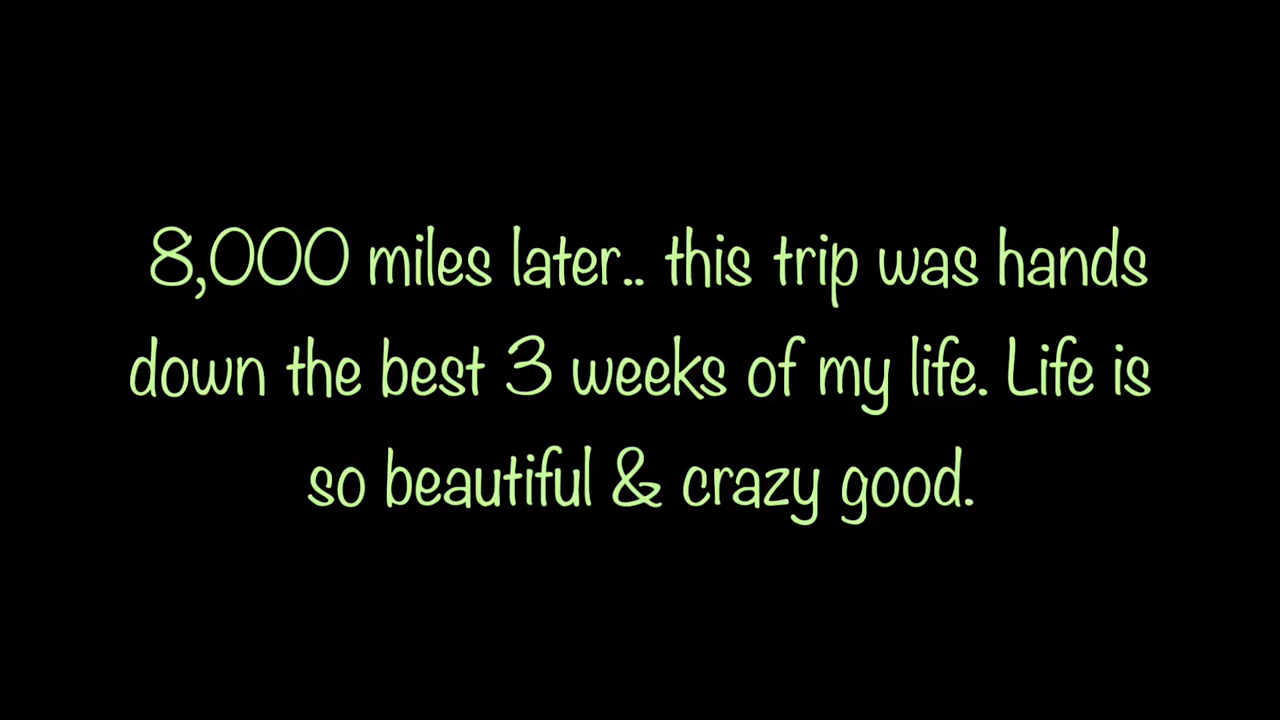 8,000 miles later.. this trip was hands
down the best 3 weeks of my life. Life is
so beautiful & crazy good.